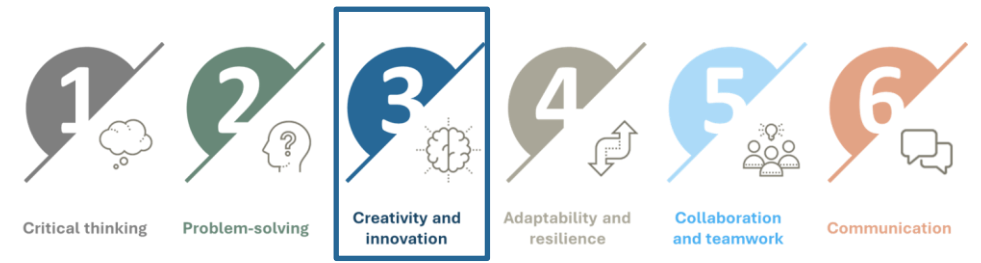 1
2
3
4
5
6
?
Critical thinking
Problem-solving
Creativity and
innovation
Adaptability and
resilience
Collaboration
and teamwork
Communication